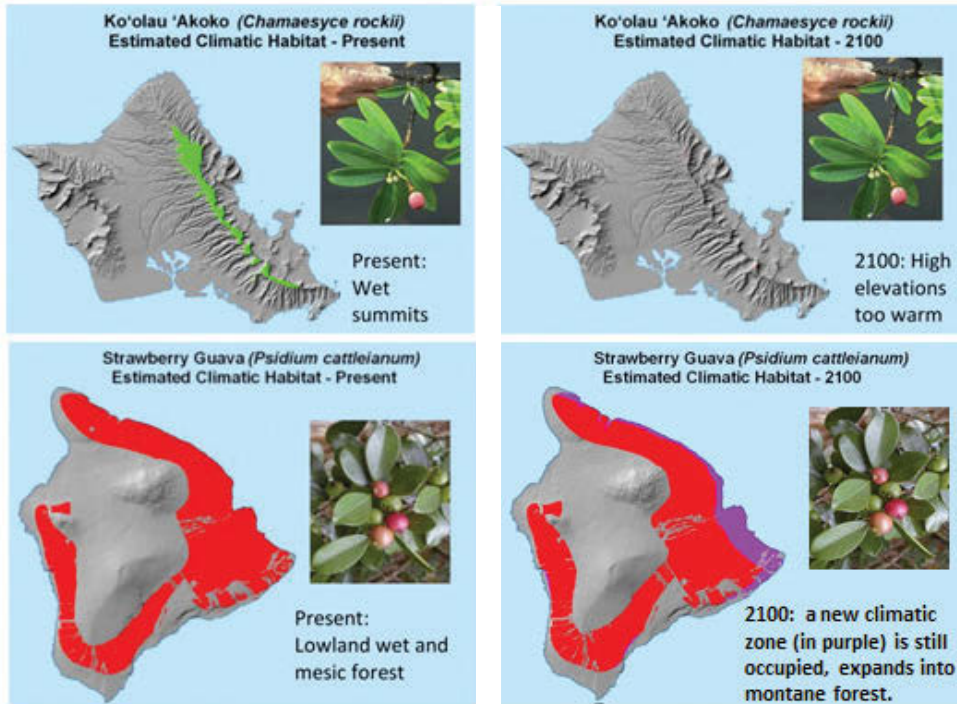 Ko‘olau ‘Akoko (Chamaesyce rockii)
Estimated Climatic Habitat - Present
Present:
Wet
summits
Ko‘olau ‘Akoko (Chamaesyce rockii)
Estimated Climatic Habitat - 2100
2100: High
elevations
too warm
Strawberry Guava (Psidium cattleianum)
Estimated Climatic Habitat - Present
Present:
Lowland wet and
mesic forest
Strawberry Guava (Psidium cattleianum)
Estimated Climatic Habitat - 2100
2100: a new climatic
zone (in purple) is still
occupied, expands into
montane forest.